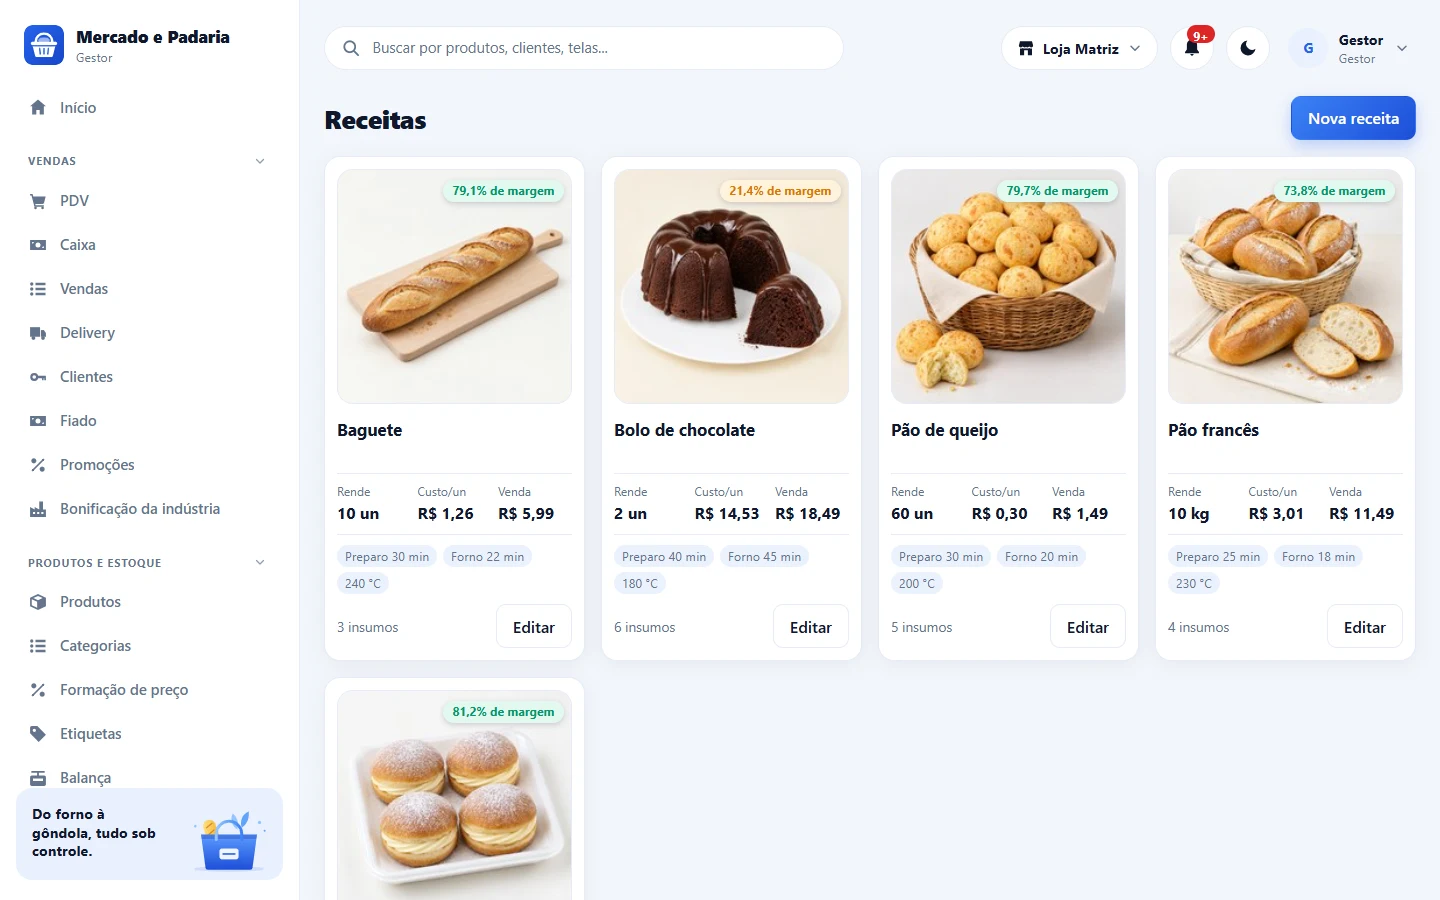 Mercado e Padaria
Gestor
Início
VENDAS
PDV
Caixa
Vendas
Delivery
Clientes
Fiado
Promoções
Bonificação da indústria
PRODUTOS E ESTOQUE
Produtos
Categorias
Formação de preço
Etiquetas
Balança
Do forno à
gôndola, tudo sob
controle.
Buscar por produtos, clientes, telas...
Loja Matriz
9+
G
Gestor
Gestor
Receitas
Nova receita
79,1% de margem
Baguete
Rende Custo/un Venda
10 un R$ 1,26 R$ 5,99
Preparo 30 min Forno 22 min
240 °C
3 insumos Editar
21,4% de margem
Bolo de chocolate
Rende Custo/un Venda
2 un R$ 14,53 R$ 18,49
Preparo 40 min Forno 45 min
180 °C
6 insumos Editar
79,7% de margem
Pão de queijo
Rende Custo/un Venda
60 un R$ 0,30 R$ 1,49
Preparo 30 min Forno 20 min
200 °C
5 insumos Editar
73,8% de margem
Pão francês
Rende Custo/un Venda
10 kg R$ 3,01 R$ 11,49
Preparo 25 min Forno 18 min
230 °C
4 insumos Editar
81,2% de margem